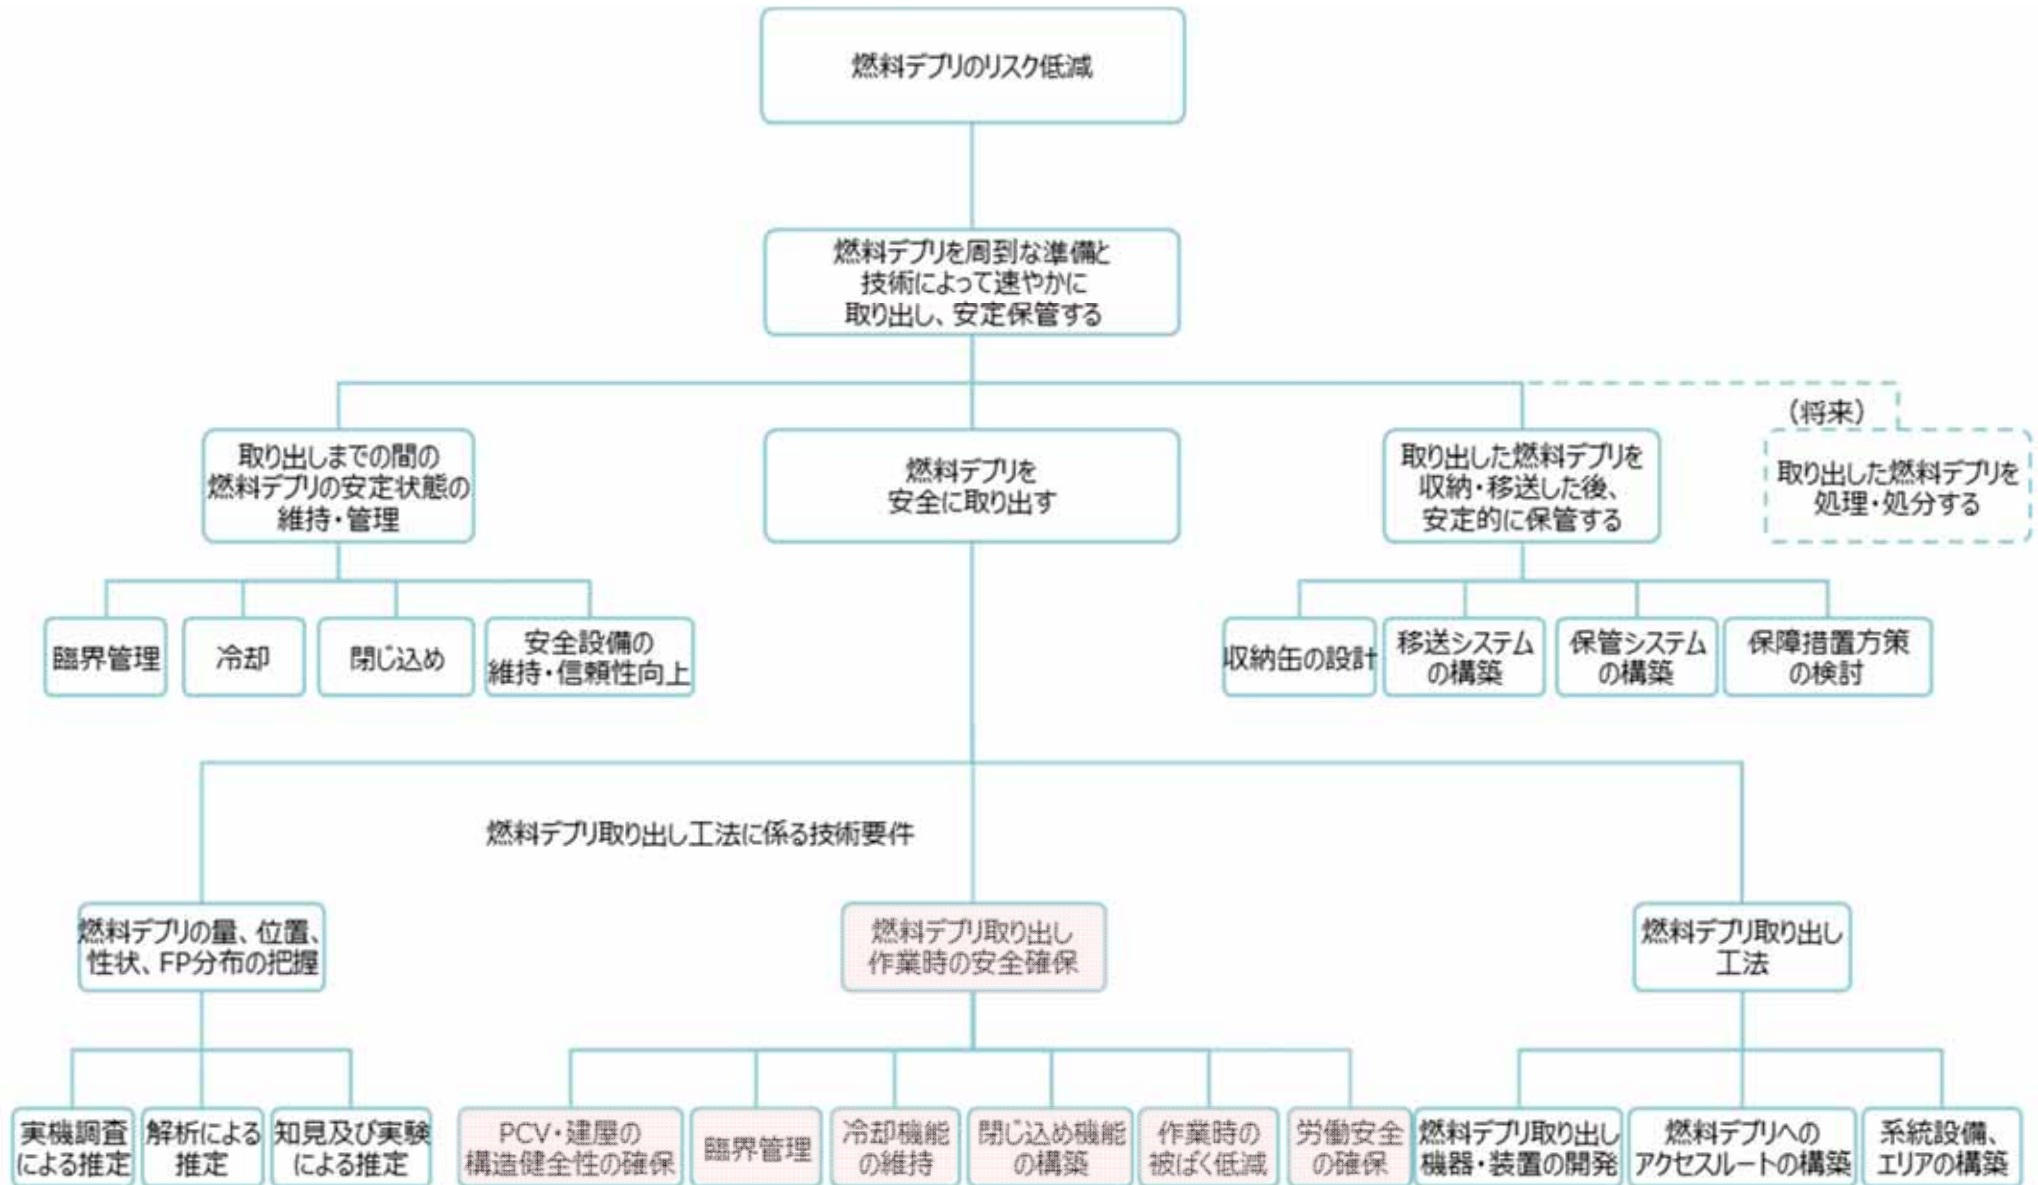 燃料デブリのリスク低減
燃料デブリを周到な準備と
技術によって速やかに
取り出し、安定保管する
(将来)
取り出しまでの間の
燃料デブリの安定状態の
維持・管理
燃料デブリを
安全に取り出す
取り出した燃料デブリを
収納・移送した後、
安定的に保管する
取り出した燃料デブリを
処理・処分する
臨界管理
冷却
閉じ込め
安全設備の
維持・信頼性向上
収納缶の設計
移送システム
の構築
保管システム
の構築
保障措置方策
の検討
燃料デブリ取り出し工法に係る技術要件
燃料デブリの量、位置、
性状、FP分布の把握
燃料デブリ取り出し
作業時の安全確保
燃料デブリ取り出し
工法
実機調査
による推定
解析による
推定
知見及び実験
による推定
PCV・建屋の
構造健全性の確保
臨界管理
冷却機能
の維持
閉じ込め機能
の構築
作業時の
被ばく低減
労働安全
の確保
燃料デブリ取り出し
機器・装置の開発
燃料デブリへの
アクセスルートの構築
系統設備、
エリアの構築